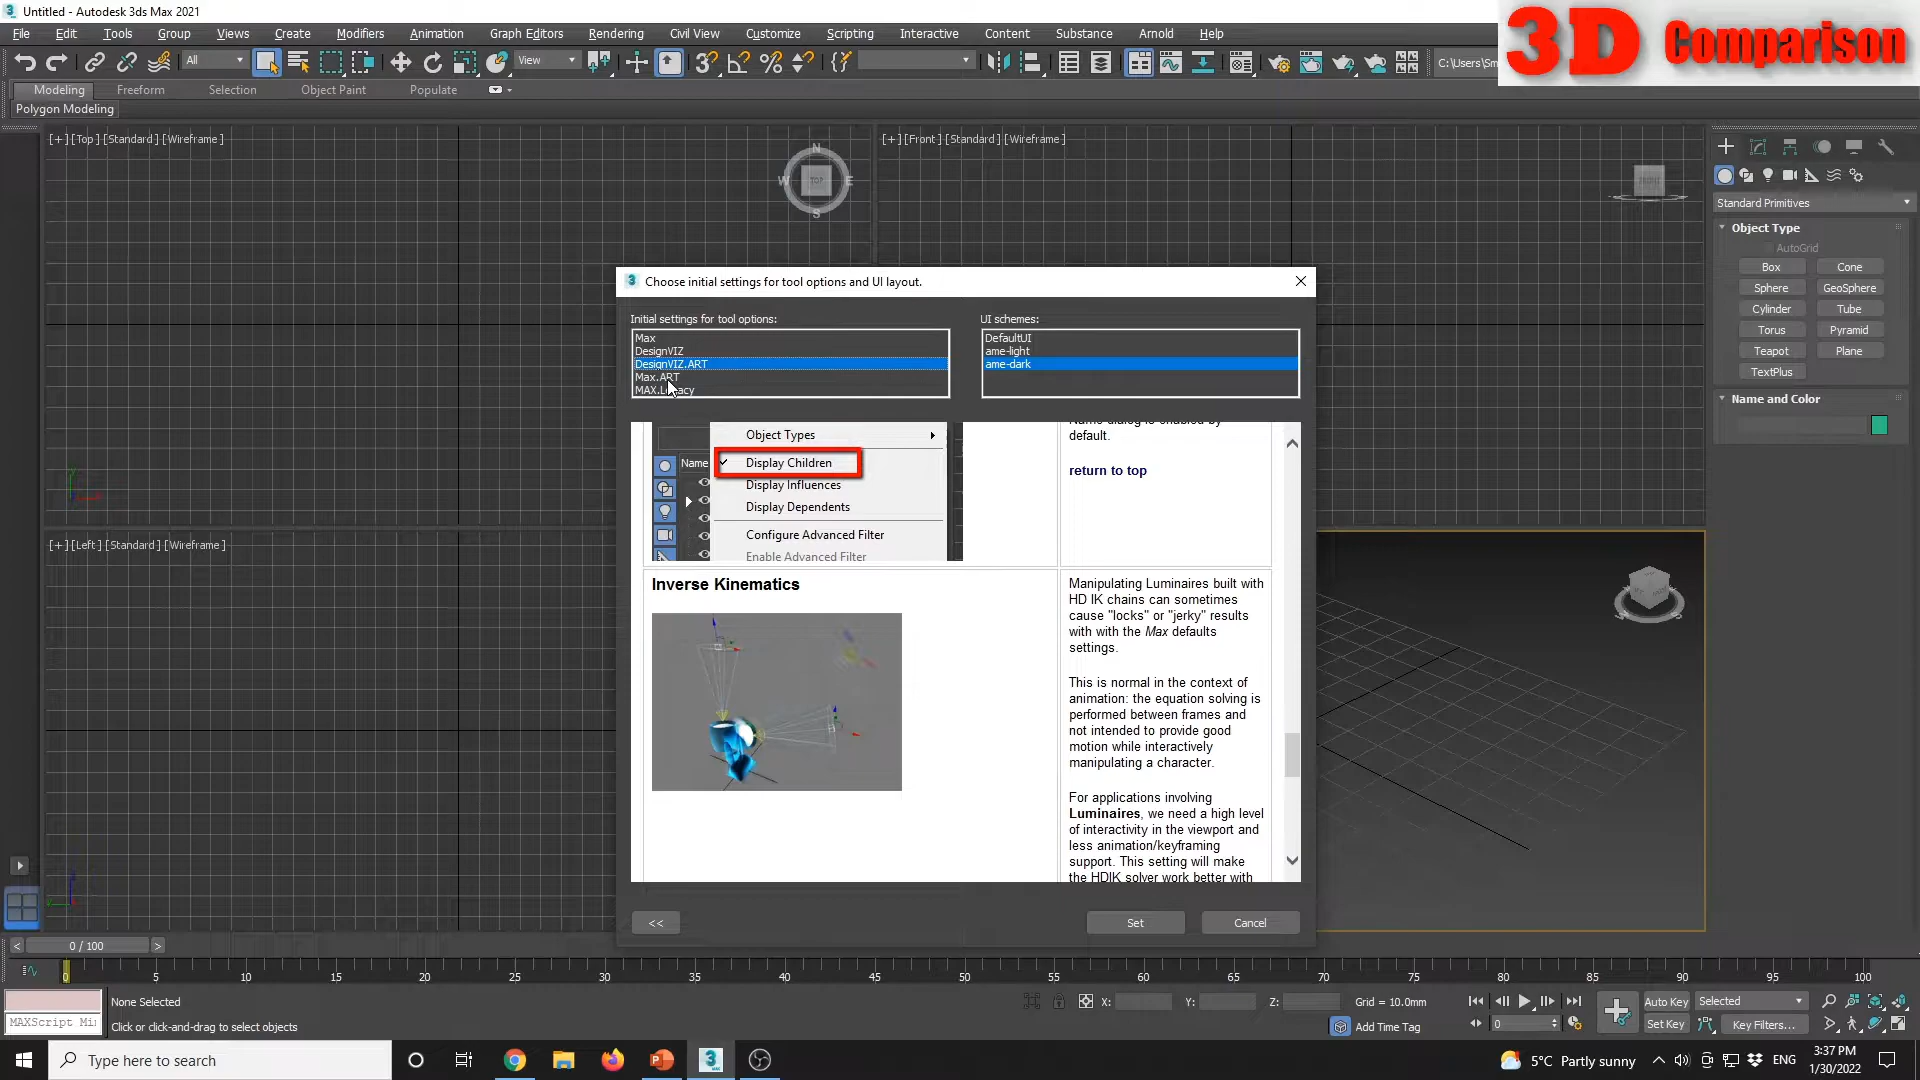 Untitled - Autodesk 3ds Max 2021
3D Comparison
File Edit Tools Group Views Create Modifiers Animation Graph Editors Rendering Civil View Customize Scripting Interactive Content Substance Arnold Help
All View C:\Users\Sm
Modeling Freeform Selection Object Paint Populate
Polygon Modeling
[+] [Top] [Standard] [Wireframe]
[+] [Front] [Standard] [Wireframe]
N
W TOP E
S
Standard Primitives
Object Type
AutoGrid
Box Cone
Sphere GeoSphere
Cylinder Tube
Torus Pyramid
Teapot Plane
TextPlus
Name and Color
Choose initial settings for tool options and UI layout.
Initial settings for tool options:
Max
DesignVIZ
DesignVIZ.ART
Max.ART
UI schemes:
DefaultUI
ame-light
ame-dark
Object Types
Name
Display Children
Display Influences
Display Dependents
Configure Advanced Filter
Enable Advanced Filter
default.
return to top
Inverse Kinematics
Manipulating Luminaires built with
HD IK chains can sometimes
cause "locks" or "jerky" results
with with the Max defaults
settings.
This is normal in the context of
animation: the equation solving is
performed between frames and
not intended to provide good
motion while interactively
manipulating a character.
For applications involving
Luminaires, we need a high level
of interactivity in the viewport and
less animation/keyframing
support. This setting will make
the HDIK solver work better with
<< Set Cancel
[+] [Left] [Standard] [Wireframe]
< 0 / 100 >
0 5 10 15 20 25 30 35 40 45 50 55 60 65 70 75 80 85 90 95 100
None Selected
X: Y: Z: Grid = 10.0mm
Auto Key Selected
MAXScript Mi
Click or click-and-drag to select objects
Add Time Tag
0
Set Key Key Filters...
Type here to search
5°C Partly sunny
ENG
3:37 PM
1/30/2022